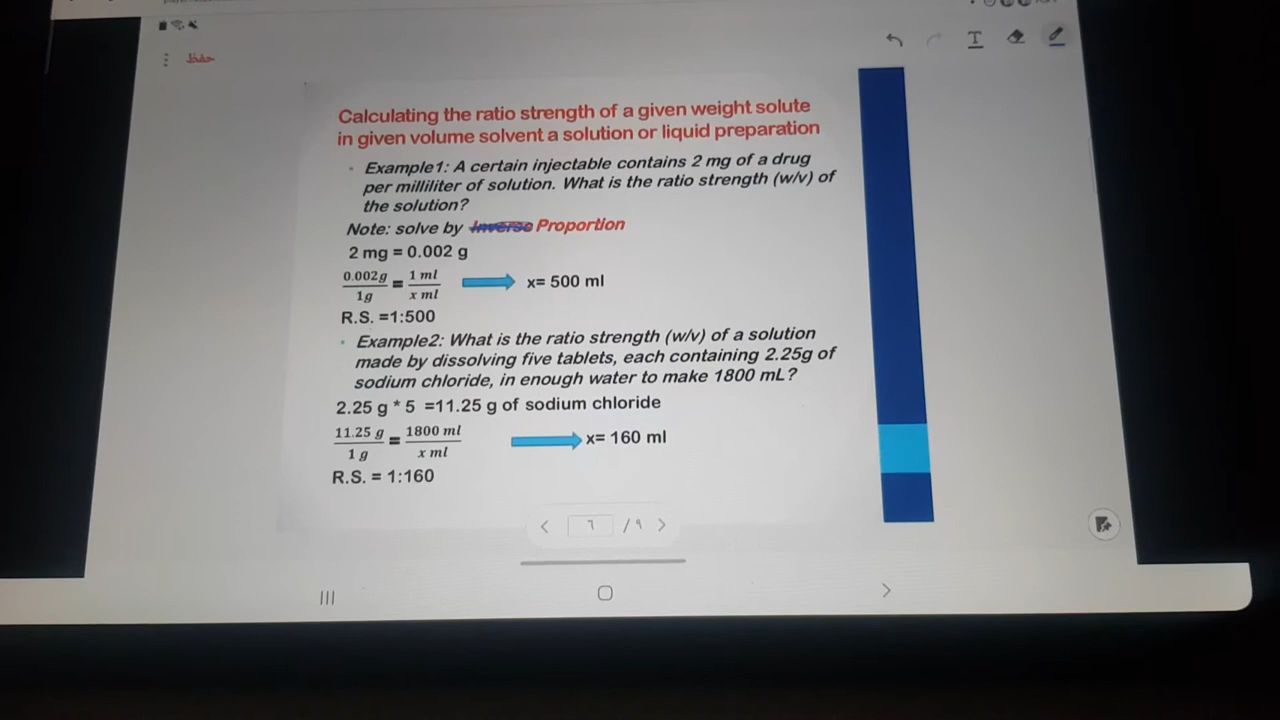 حفظ
T
Calculating the ratio strength of a given weight solute
in given volume solvent a solution or liquid preparation
• Example1: A certain injectable contains 2 mg of a drug
per milliliter of solution. What is the ratio strength (w/v) of
the solution?
Note: solve by Inverse Proportion
2 mg = 0.002 g
0.002g / 1g = 1 ml / x ml x= 500 ml
R.S. =1:500
• Example2: What is the ratio strength (w/v) of a solution
made by dissolving five tablets, each containing 2.25g of
sodium chloride, in enough water to make 1800 mL?
2.25 g * 5 =11.25 g of sodium chloride
11.25 g / 1 g = 1800 ml / x ml x= 160 ml
R.S. = 1:160